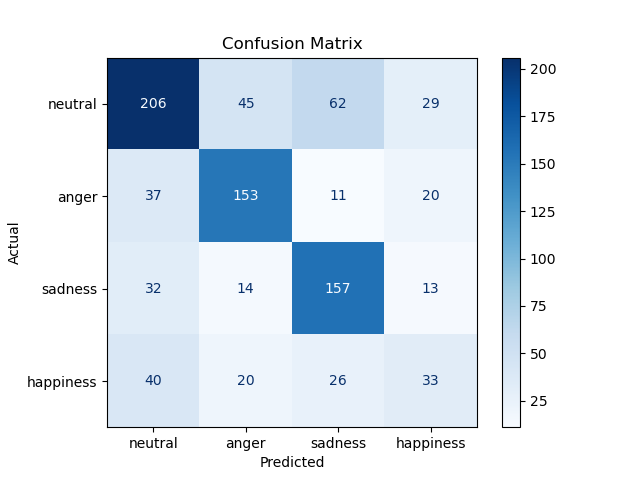 Confusion Matrix
Actual
neutral 206 45 62 29
anger 37 153 11 20
sadness 32 14 157 13
happiness 40 20 26 33
neutral anger sadness happiness
Predicted
200
175
150
125
100
75
50
25